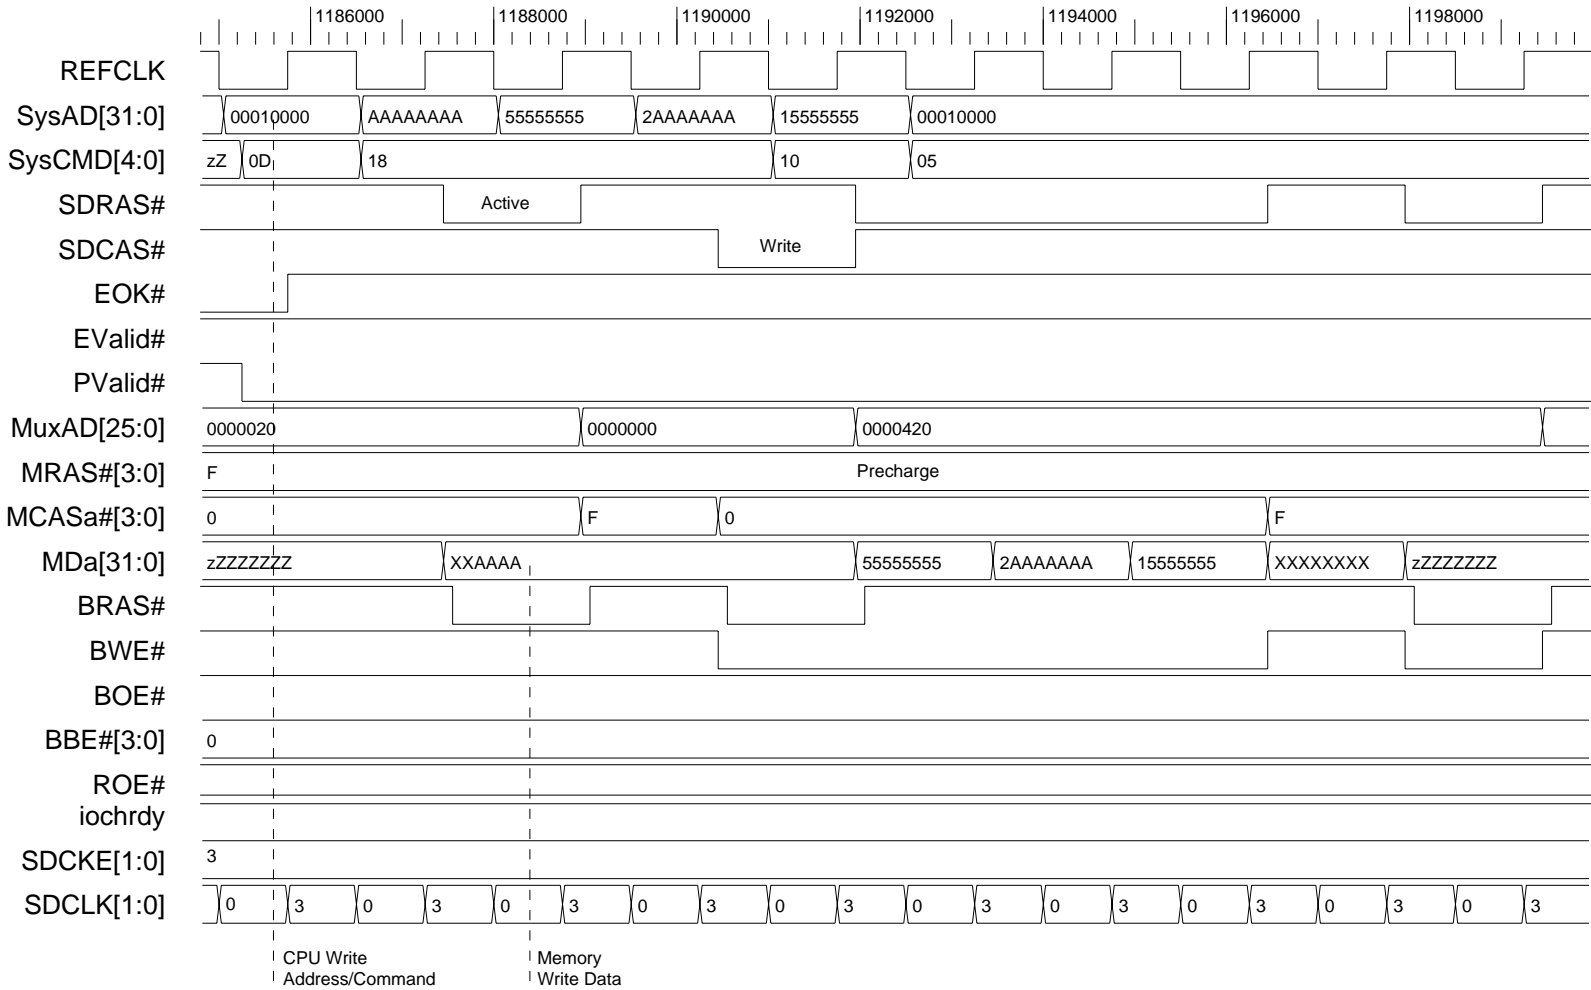 1186000 1188000 1190000 1192000 1194000 1196000 1198000
REFCLK
SysAD[31:0] 00010000 AAAAAAAA 55555555 2AAAAAAA 15555555 00010000
SysCMD[4:0] zZ 0D 18 10 05
SDRAS# Active
SDCAS# Write
EOK#
EValid#
PValid#
MuxAD[25:0] 0000020 0000000 0000420
MRAS#[3:0] F Precharge
MCASa#[3:0] 0 F 0 F
MDa[31:0] zZZZZZZZ XXAAAA 55555555 2AAAAAAA 15555555 XXXXXXXX zZZZZZZZ
BRAS#
BWE#
BOE#
BBE#[3:0] 0
ROE#
iochrdy
SDCKE[1:0] 3
SDCLK[1:0] 0 3 0 3 0 3 0 3 0 3 0 3 0 3 0 3 0 3 0 3
CPU Write
Address/Command
Memory
Write Data